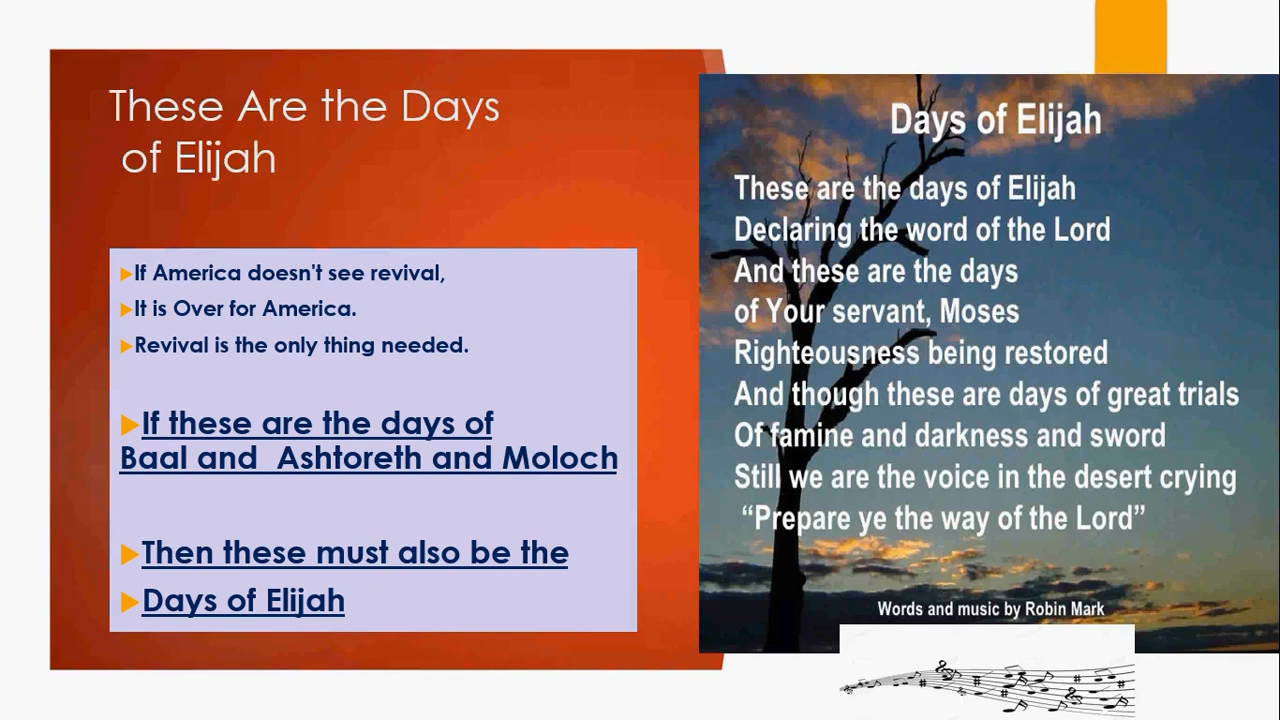 These Are the Days
of Elijah
If America doesn't see revival,
It is Over for America.
Revival is the only thing needed.
If these are the days of
Baal and  Ashtoreth and Moloch
Then these must also be the
Days of Elijah
Days of Elijah
These are the days of Elijah
Declaring the word of the Lord
And these are the days
of Your servant, Moses
Righteousness being restored
And though these are days of great trials
Of famine and darkness and sword
Still we are the voice in the desert crying
“Prepare ye the way of the Lord”
Words and music by Robin Mark